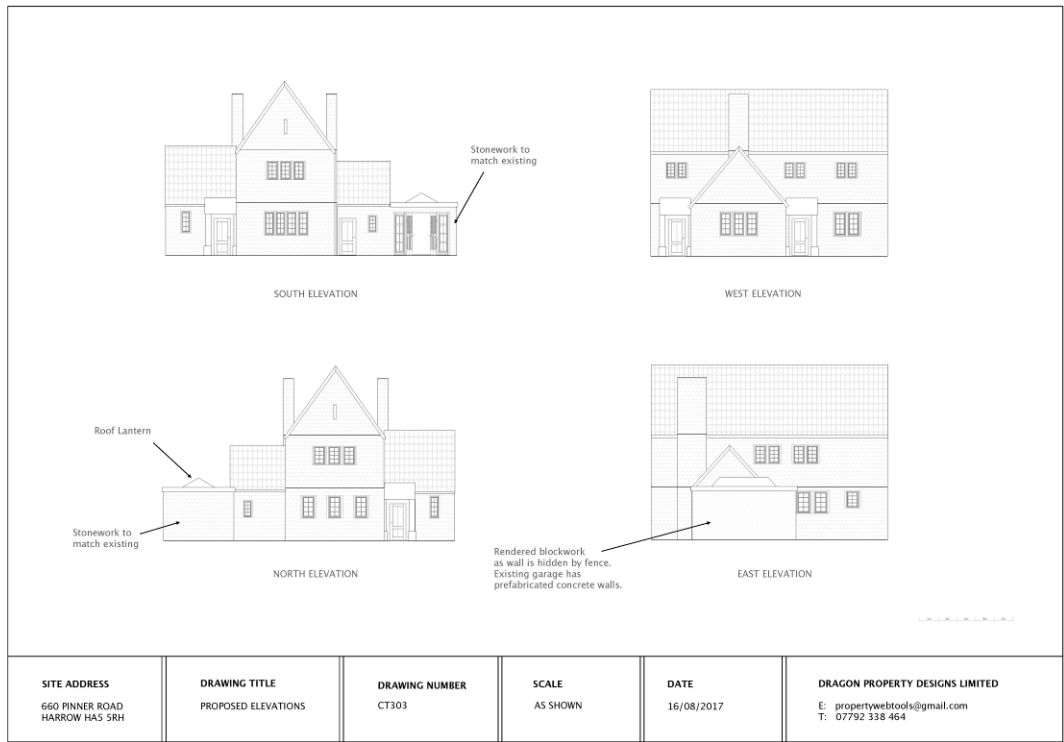 Stonework to
match existing
SOUTH ELEVATION
WEST ELEVATION
Roof Lantern
Stonework to
match existing
NORTH ELEVATION
Rendered blockwork
as wall is hidden by fence.
Existing garage has
prefabricated concrete walls.
EAST ELEVATION
SITE ADDRESS
660 PINNER ROAD
HARROW HA5 5RH
DRAWING TITLE
PROPOSED ELEVATIONS
DRAWING NUMBER
CT303
SCALE
AS SHOWN
DATE
16/08/2017
DRAGON PROPERTY DESIGNS LIMITED
E: propertywebtools@gmail.com
T: 07792 338 464